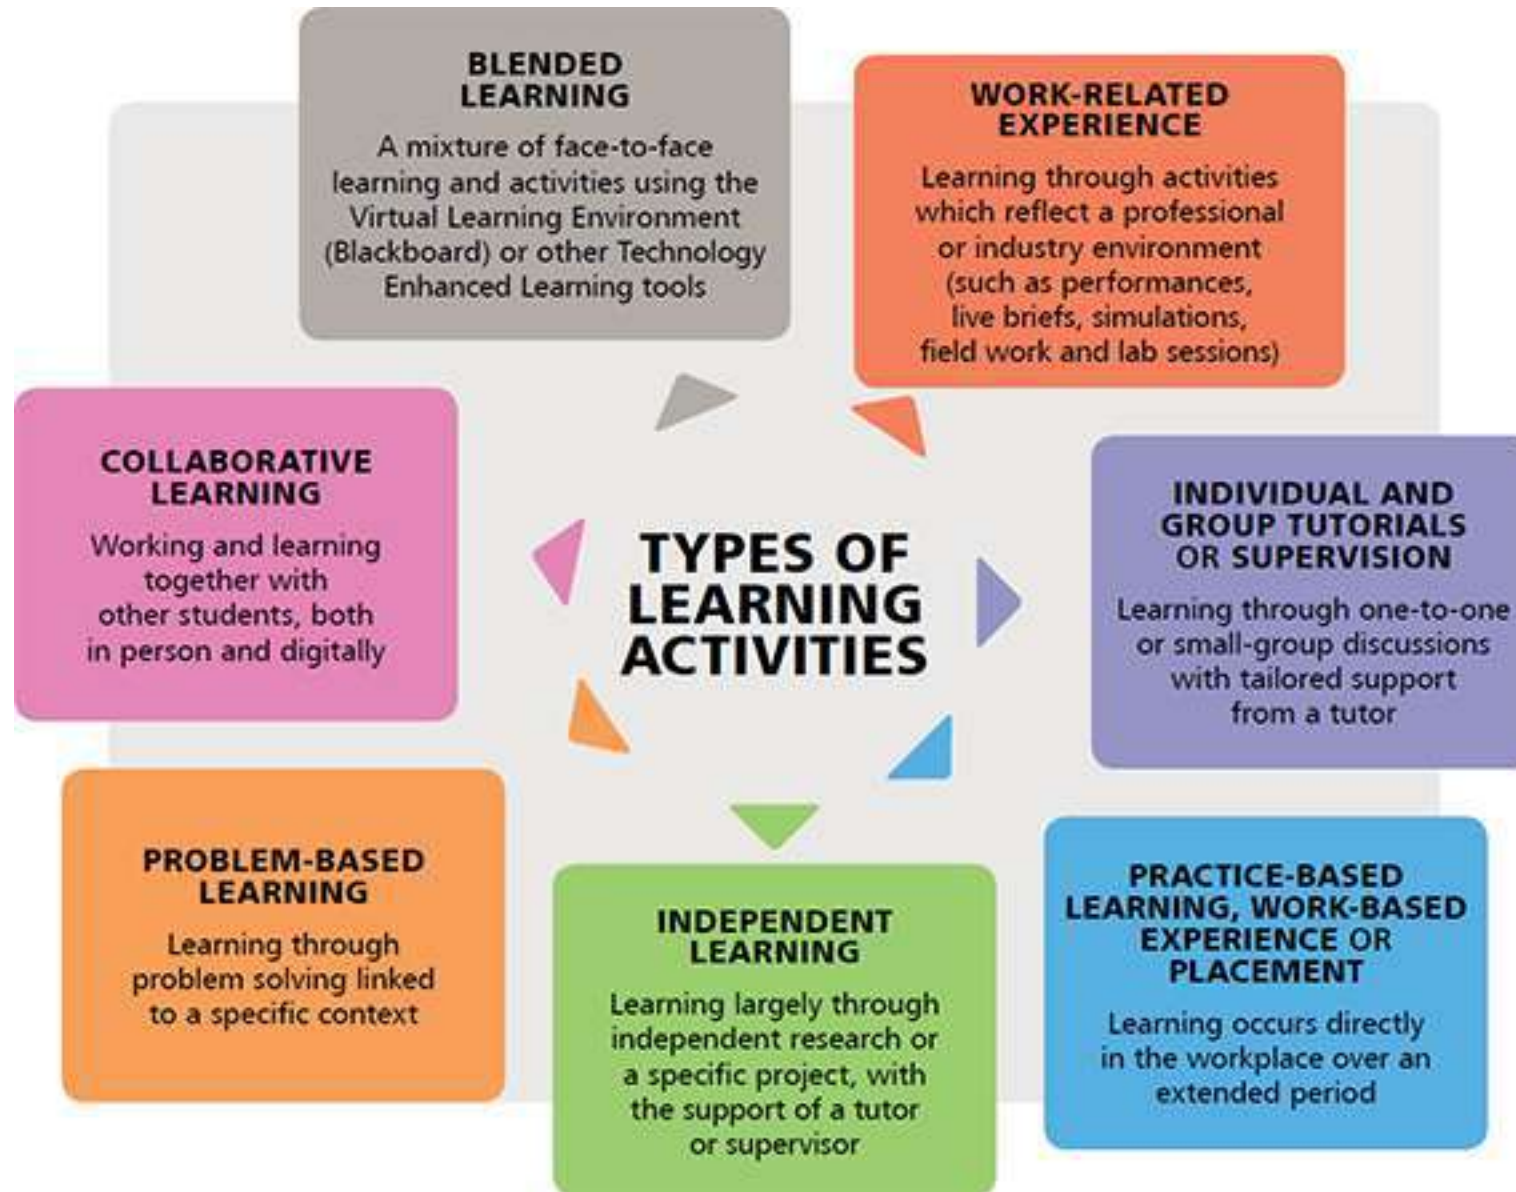 BLENDED
LEARNING
A mixture of face-to-face
learning and activities using the
Virtual Learning Environment
(Blackboard) or other Technology
Enhanced Learning tools
WORK-RELATED
EXPERIENCE
Learning through activities
which reflect a professional
or industry environment
(such as performances,
live briefs, simulations,
field work and lab sessions)
COLLABORATIVE
LEARNING
Working and learning
together with
other students, both
in person and digitally
TYPES OF
LEARNING
ACTIVITIES
INDIVIDUAL AND
GROUP TUTORIALS
OR SUPERVISION
Learning through one-to-one
or small-group discussions
with tailored support
from a tutor
PROBLEM-BASED
LEARNING
Learning through
problem solving linked
to a specific context
INDEPENDENT
LEARNING
Learning largely through
independent research or
a specific project, with
the support of a tutor
or supervisor
PRACTICE-BASED
LEARNING, WORK-BASED
EXPERIENCE OR
PLACEMENT
Learning occurs directly
in the workplace over an
extended period